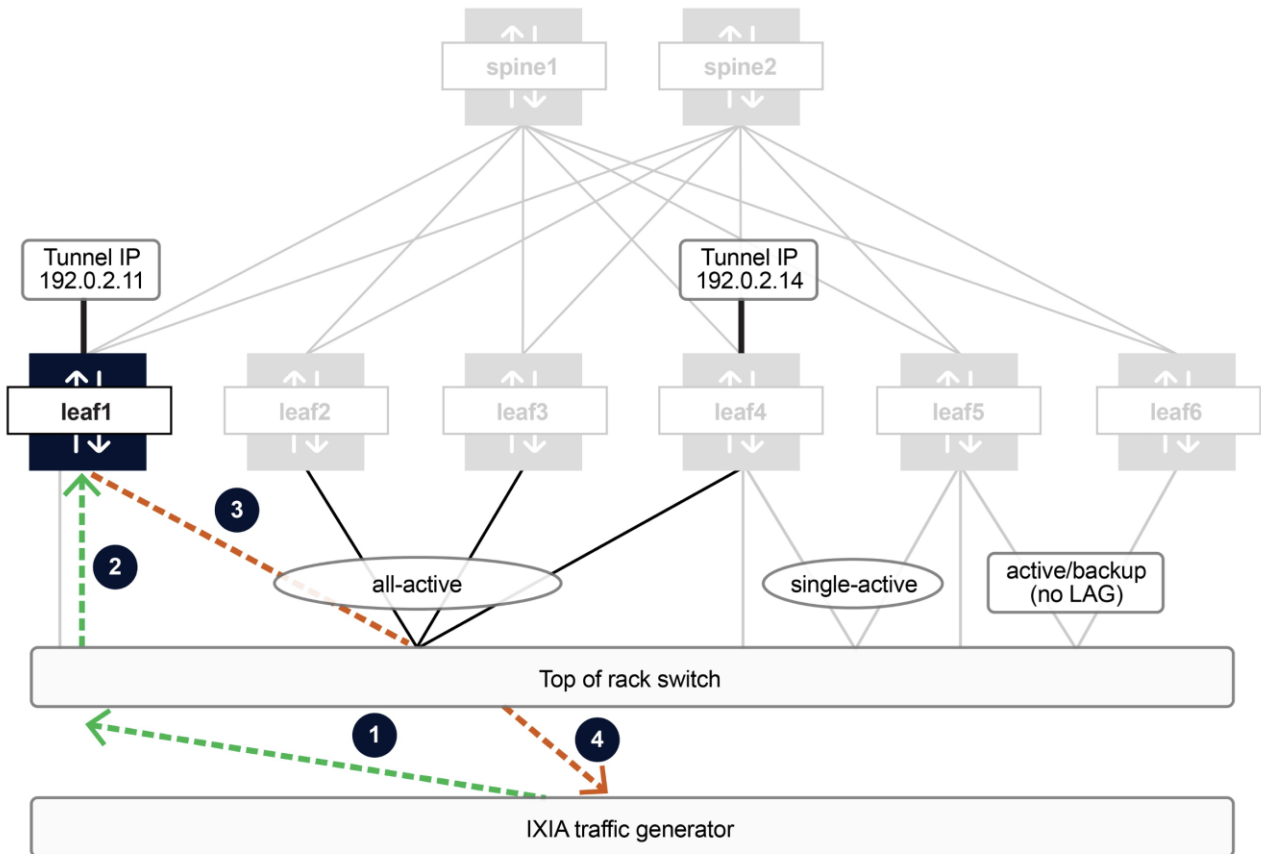 spine1
spine2
Tunnel IP
192.0.2.11
Tunnel IP
192.0.2.14
leaf1
leaf2
leaf3
leaf4
leaf5
leaf6
3
2
all-active
single-active
active/backup
(no LAG)
Top of rack switch
1
4
IXIA traffic generator